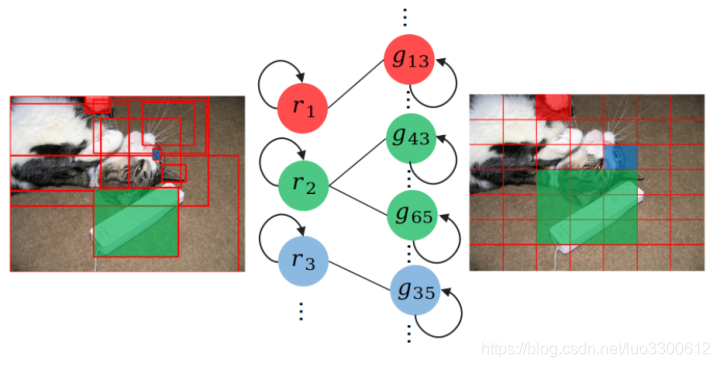 g13
r1
g43
r2
g65
r3
g35
https://blog.csdn.net/luo3300612